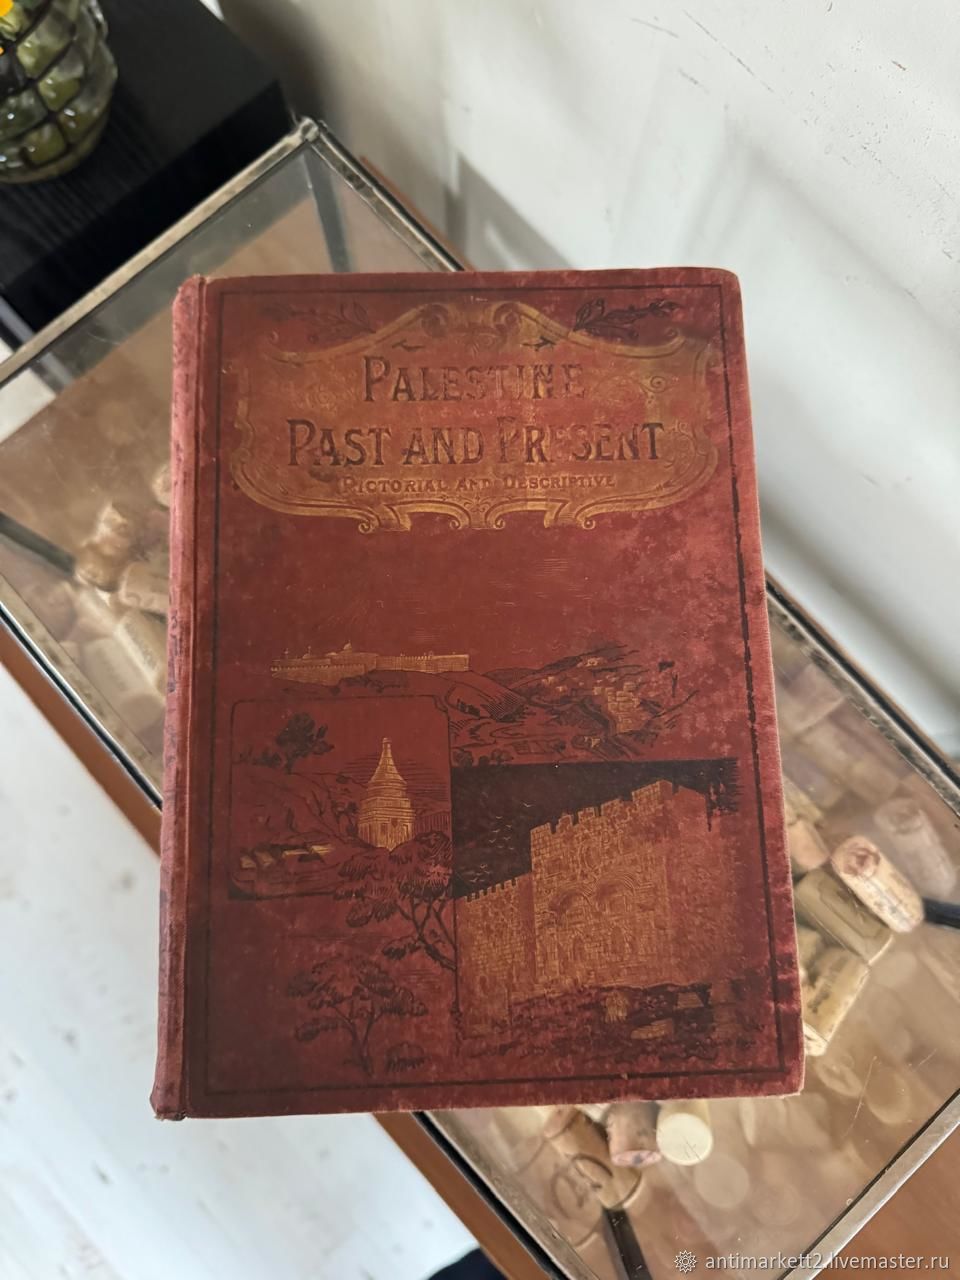 PALESTINE
PAST AND PRESENT
PICTORIAL AND DESCRIPTIVE
antimarkett2.livemaster.ru